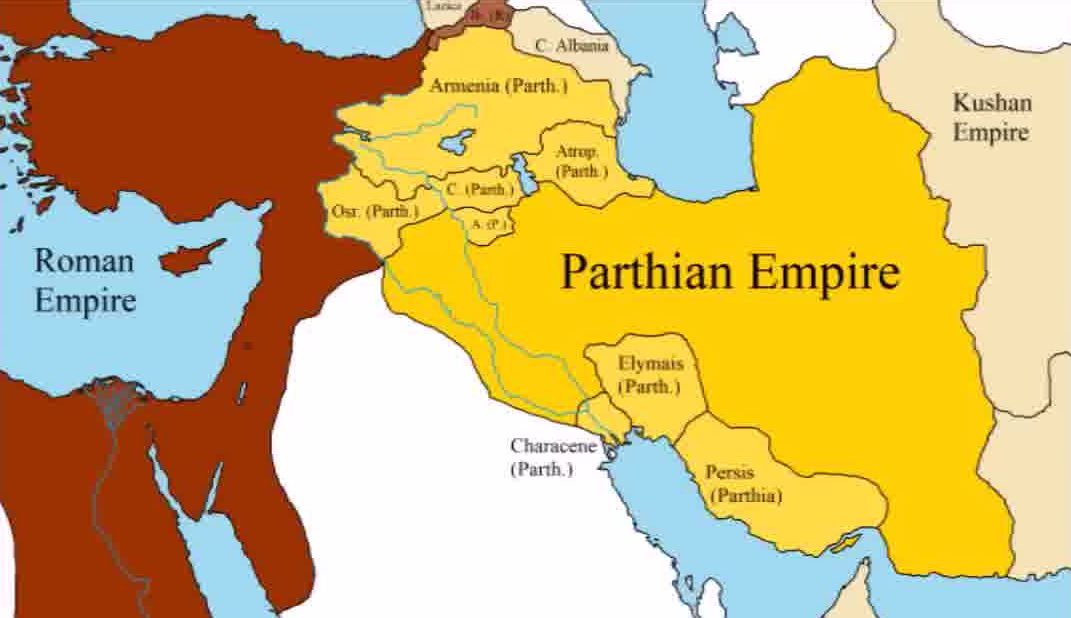 Lazica
C. Albania
Armenia (Parth.)
Kushan
Empire
Atrop.
(Parth.)
C. (Parth.)
Osr. (Parth.)
A. (P.)
Roman
Empire
Parthian Empire
Elymais
(Parth.)
Characene
(Parth.)
Persis
(Parthia)